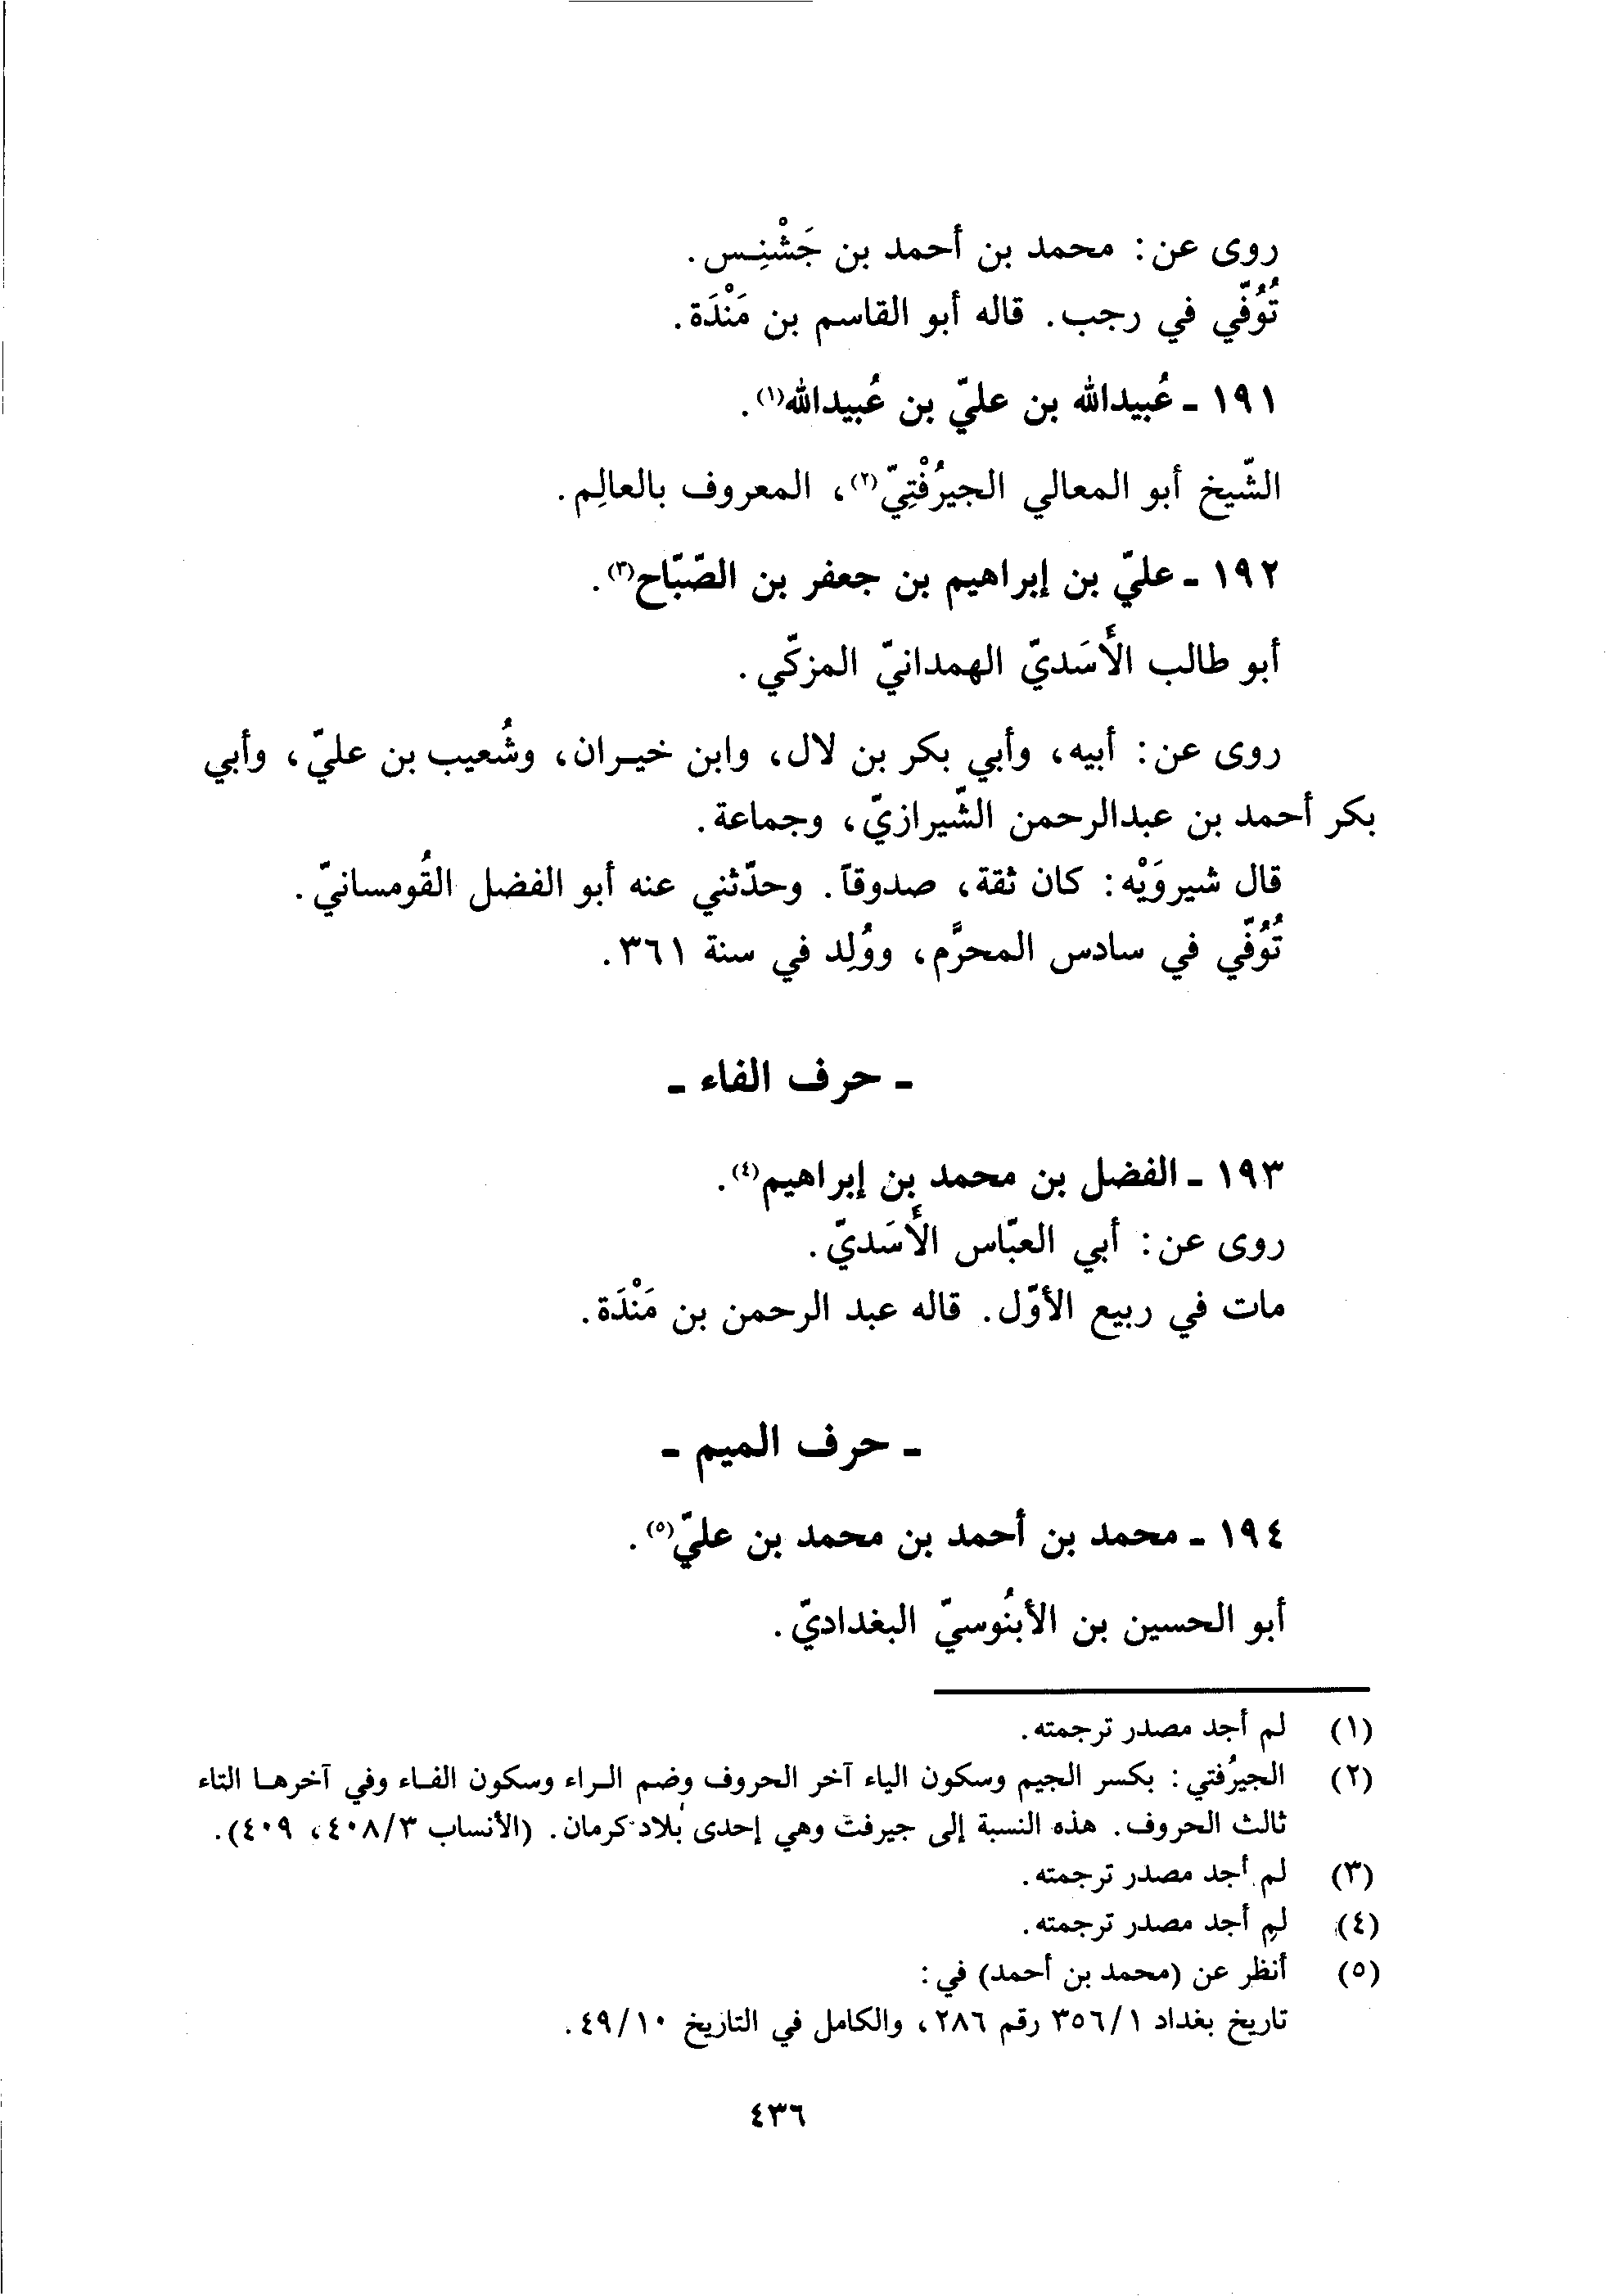 روى عن: محمد بن أحمد بن جَشْنِس.
تُوُفّي في رجب. قاله أبو القاسم بن مَنْدَة.
١٩١ - عُبيدالله بن عليّ بن عُبيدالله(١).
الشّيخ أبو المعالي الجيرُفْتِيّ(٢)، المعروف بالعالِم.
١٩٢ - عليّ بن إبراهيم بن جعفر بن الصّبّاح(٣).
أبو طالب الأَسَديّ الهمدانيّ المزكّي.
روى عن: أبيه، وأبي بكر بن لال، وابن خيران، وشُعيب بن عليّ، وأبي
بكر أحمد بن عبدالرحمن الشّيرازيّ، وجماعة.
قال شيروَيْه: كان ثقة، صدوقاً. وحدّثني عنه أبو الفضل القُومسانيّ.
تُوُفّي في سادس المحرَّم، ووُلِد في سنة ٣٦١.
- حرف الفاء -
١٩٣ - الفضل بن محمد بن إبراهيم(٤).
روى عن: أبي العبّاس الأَسَديّ.
مات في ربيع الأوّل. قاله عبد الرحمن بن مَنْدَة.
- حرف الميم -
١٩٤ - محمد بن أحمد بن محمد بن عليّ(٥).
أبو الحسين بن الأبنُوسيّ البغداديّ.
(١) لم أجد مصدر ترجمته.
(٢) الجيرُفتي: بكسر الجيم وسكون الياء آخر الحروف وضم الراء وسكون الفاء وفي آخرها التاء
ثالث الحروف. هذه النسبة إلى جيرفت وهي إحدى بلاد كرمان. (الأنساب ٤٠٨/٣، ٤٠٩).
(٣) لم أجد مصدر ترجمته.
(٤) لم أجد مصدر ترجمته.
(٥) أنظر عن (محمد بن أحمد) في:
تاريخ بغداد ٣٥٦/١ رقم ٢٨٦، والكامل في التاريخ ٤٩/١٠.
٤٣٦